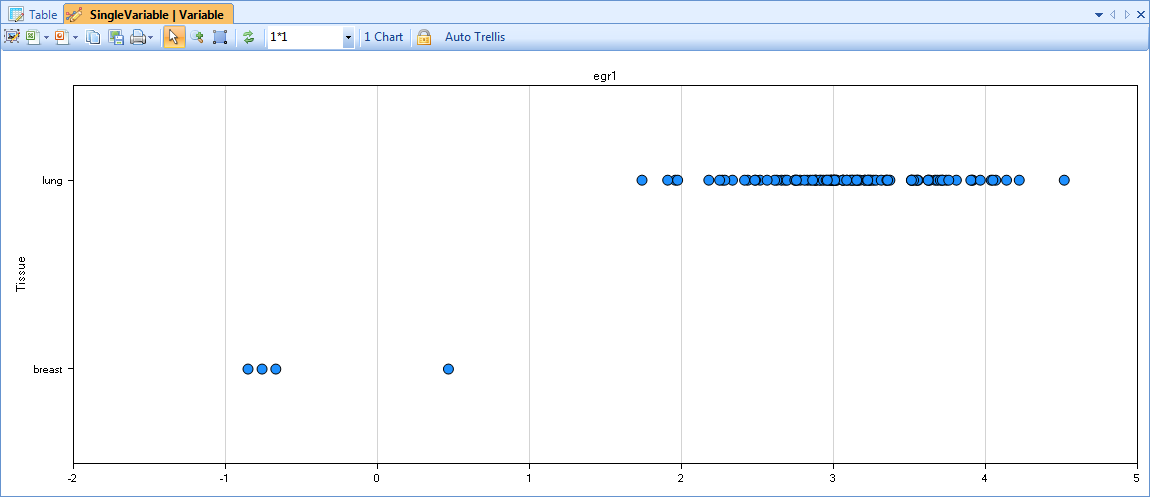 Table SingleVariable | Variable
1*1 1 Chart Auto Trellis
egr1
lung
Tissue
breast
-2 -1 0 1 2 3 4 5